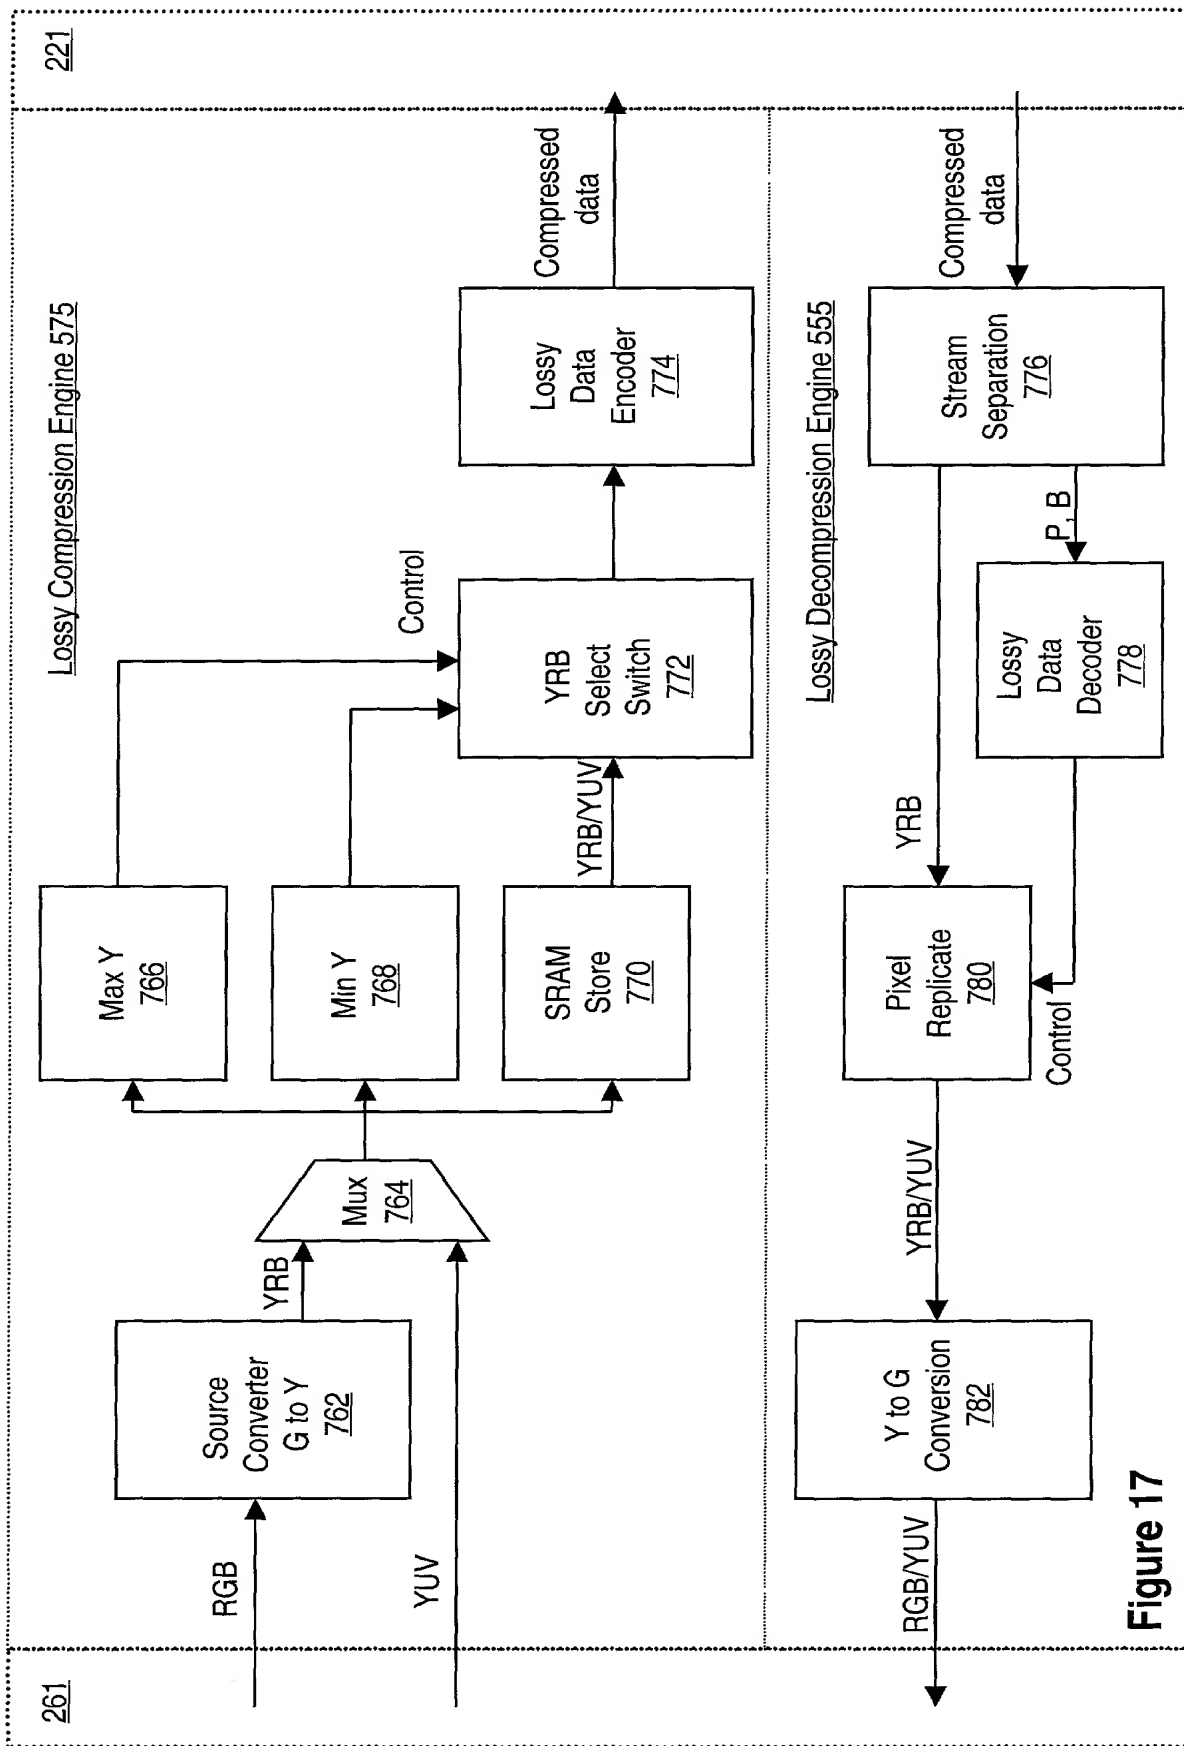 261
221
Lossy Compression Engine 575
RGB
Source
Converter
G to Y
762
YRB
YUV
Mux
764
Max Y
766
Min Y
768
SRAM
Store
770
YRB/YUV
Control
YRB
Select
Switch
772
Lossy
Data
Encoder
774
Compressed
data
Lossy Decompression Engine 555
RGB/YUV
Y to G
Conversion
782
YRB/YUV
Pixel
Replicate
780
Control
YRB
Lossy
Data
Decoder
778
P, B
Stream
Separation
776
Compressed
data
Figure 17